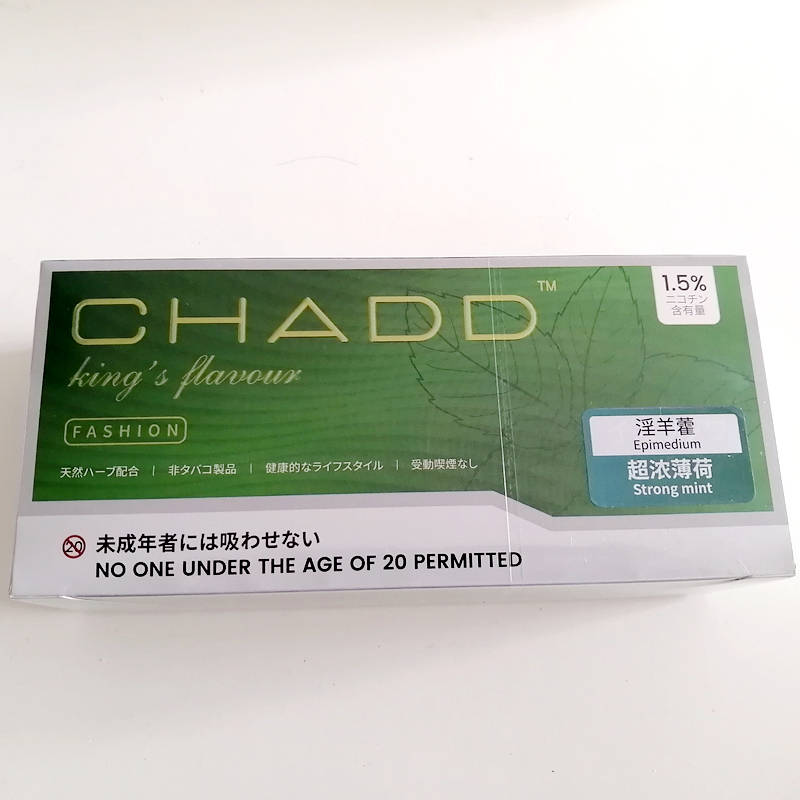 CHADD™
king's flavour
FASHION
天然ハーブ配合 | 非タバコ製品 | 健康的なライフスタイル | 受動喫煙なし
1.5%
ニコチン
含有量
淫羊藿
Epimedium
超浓薄荷
Strong mint
20 未成年者には吸わせない
NO ONE UNDER THE AGE OF 20 PERMITTED